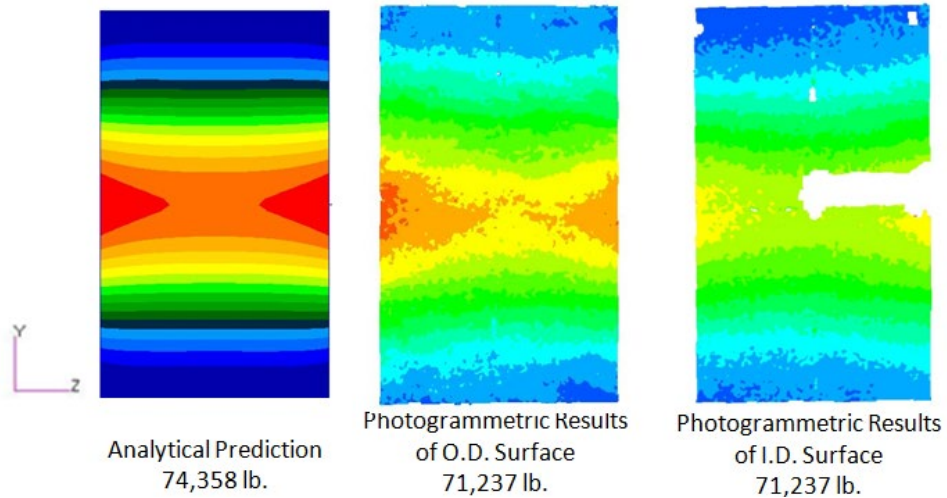 Y
Z
Analytical Prediction
74,358 lb.
Photogrammetric Results
of O.D. Surface
71,237 lb.
Photogrammetric Results
of I.D. Surface
71,237 lb.